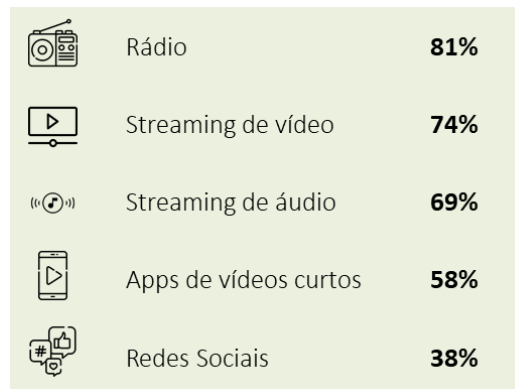 Rádio 81%
Streaming de vídeo 74%
Streaming de áudio 69%
Apps de vídeos curtos 58%
# Redes Sociais 38%